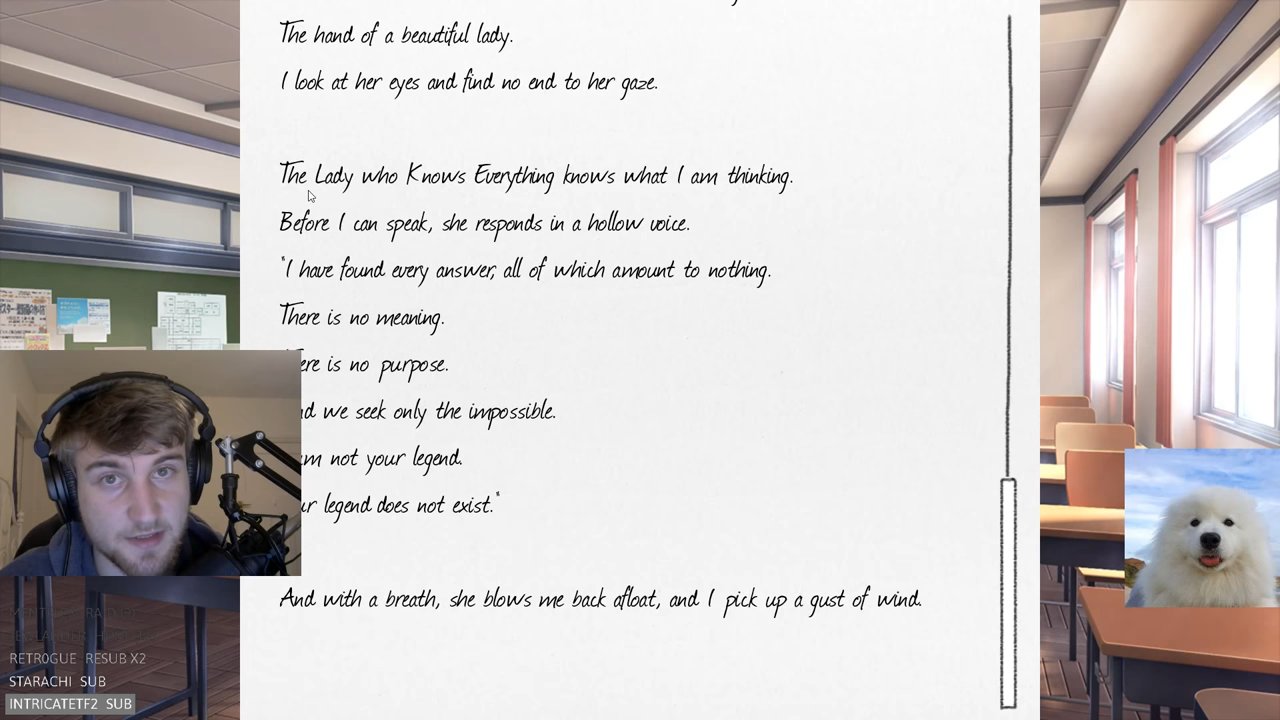 The hand of a beautiful lady.
I look at her eyes and find no end to her gaze.
The Lady who Knows Everything knows what I am thinking.
Before I can speak, she responds in a hollow voice.
"I have found every answer, all of which amount to nothing.
There is no meaning.
ere is no purpose.
nd we seek only the impossible.
am not your legend.
ur legend does not exist."
And with a breath, she blows me back afloat, and I pick up a gust of wind.
RETR0GUE RESUB X2
STARACHI SUB
INTRICATETF2 SUB